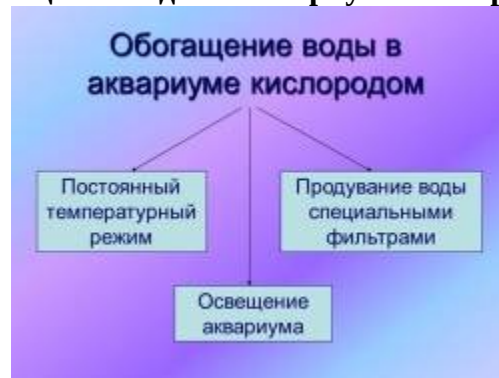 Обогащение воды в
аквариуме кислородом
Постоянный
температурный
режим
Продувание воды
специальными
фильтрами
Освещение
аквариума